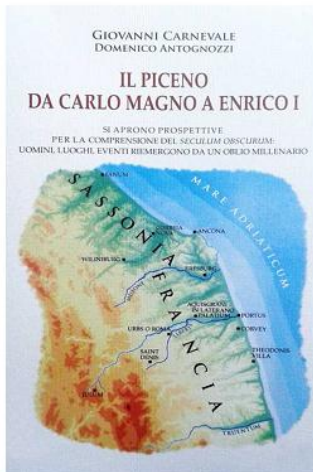 GIOVANNI CARNEVALE
DOMENICO ANTOGNOZZI
IL PICENO
DA CARLO MAGNO A ENRICO I
SI APRONO PROSPETTIVE
PER LA COMPRENSIONE DEL SECULUM OBSCURUM:
UOMINI, LUOGHI, EVENTI RIEMERGONO DA UN OBLIO MILLENARIO
FANUM
SASSONIA
MARE ADRIATICUM
ANCONA
FRANCIA
AQUISGRANI
IN LATERANO
PALATIUM
PORTUS
URBS O ROMA
CORVEY
SAINT
DENIS
THEODONIS
VILLA
TRUENTUM